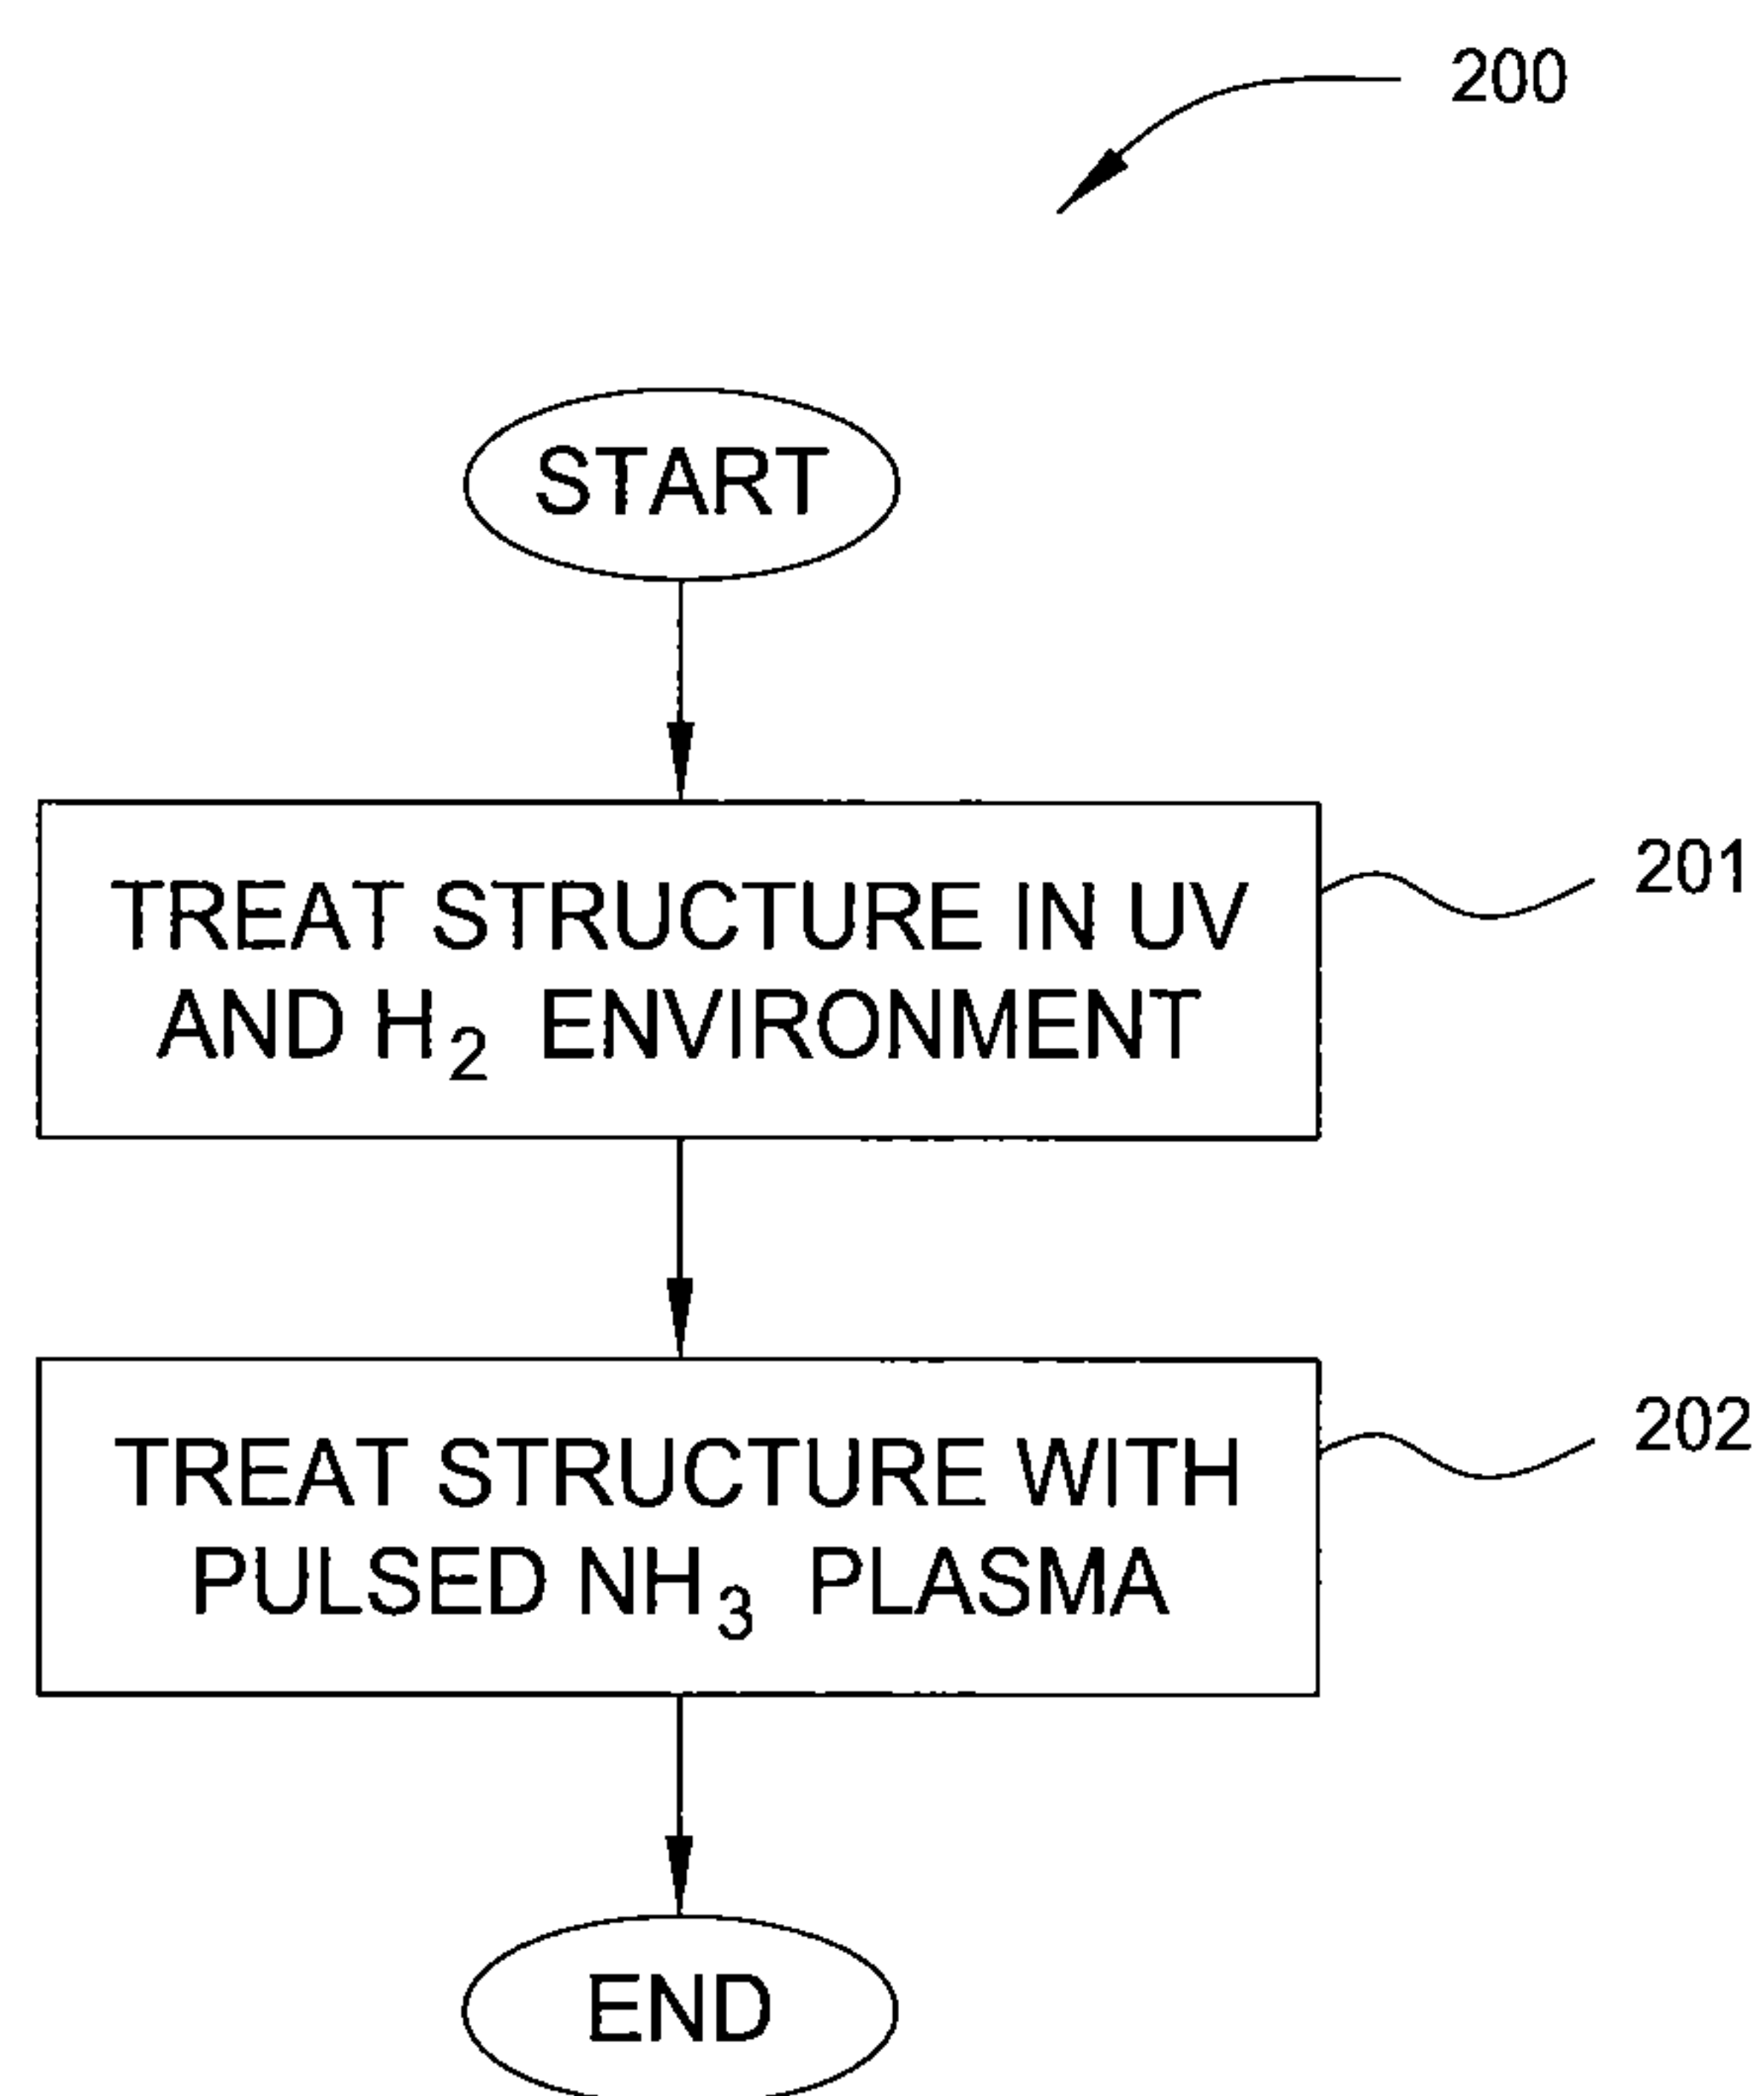 200
START
TREAT STRUCTURE IN UV
AND H₂ ENVIRONMENT
201
TREAT STRUCTURE WITH
PULSED NH₃ PLASMA
202
END